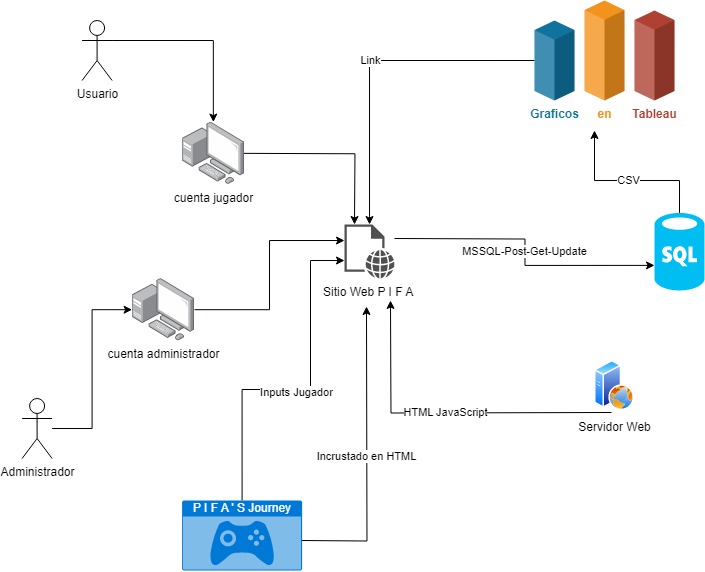 Usuario
Link
Graficos en Tableau
cuenta jugador
CSV
SQL
MSSQL-Post-Get-Update
Sitio Web P I F A
cuenta administrador
Inputs Jugador
HTML JavaScript
Servidor Web
Administrador
Incrustado en HTML
P I F A ' S Journey